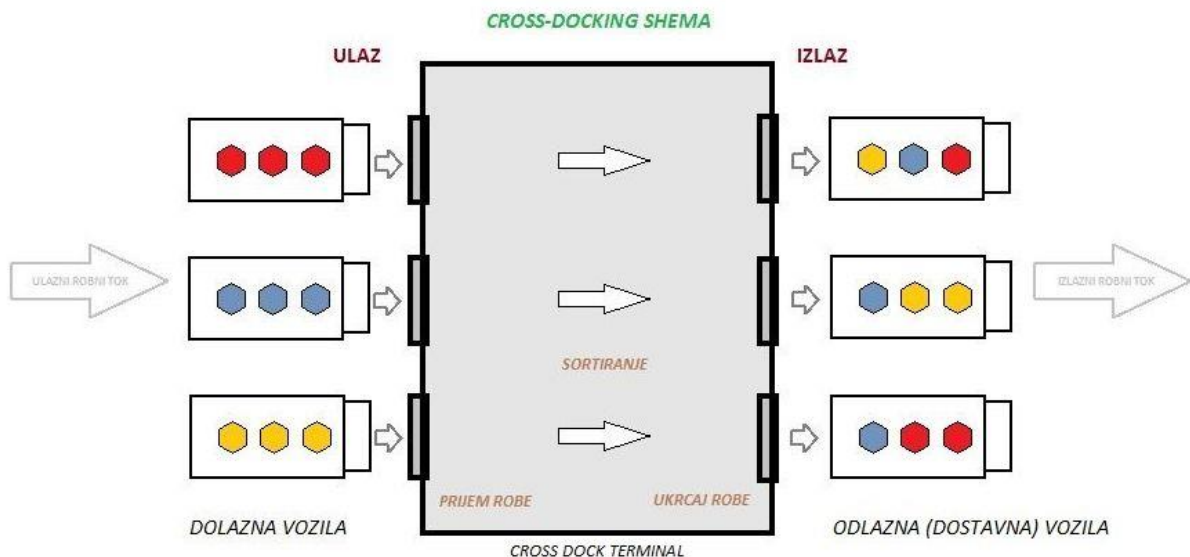 CROSS-DOCKING SHEMA
ULAZ
IZLAZ
ULAZNI ROBNI TOK
IZLAZNI ROBNI TOK
SORTIRANJE
PRIJEM ROBE
UKRCAJ ROBE
DOLAZNA VOZILA
ODLAZNA (DOSTAVNA) VOZILA
CROSS DOCK TERMINAL